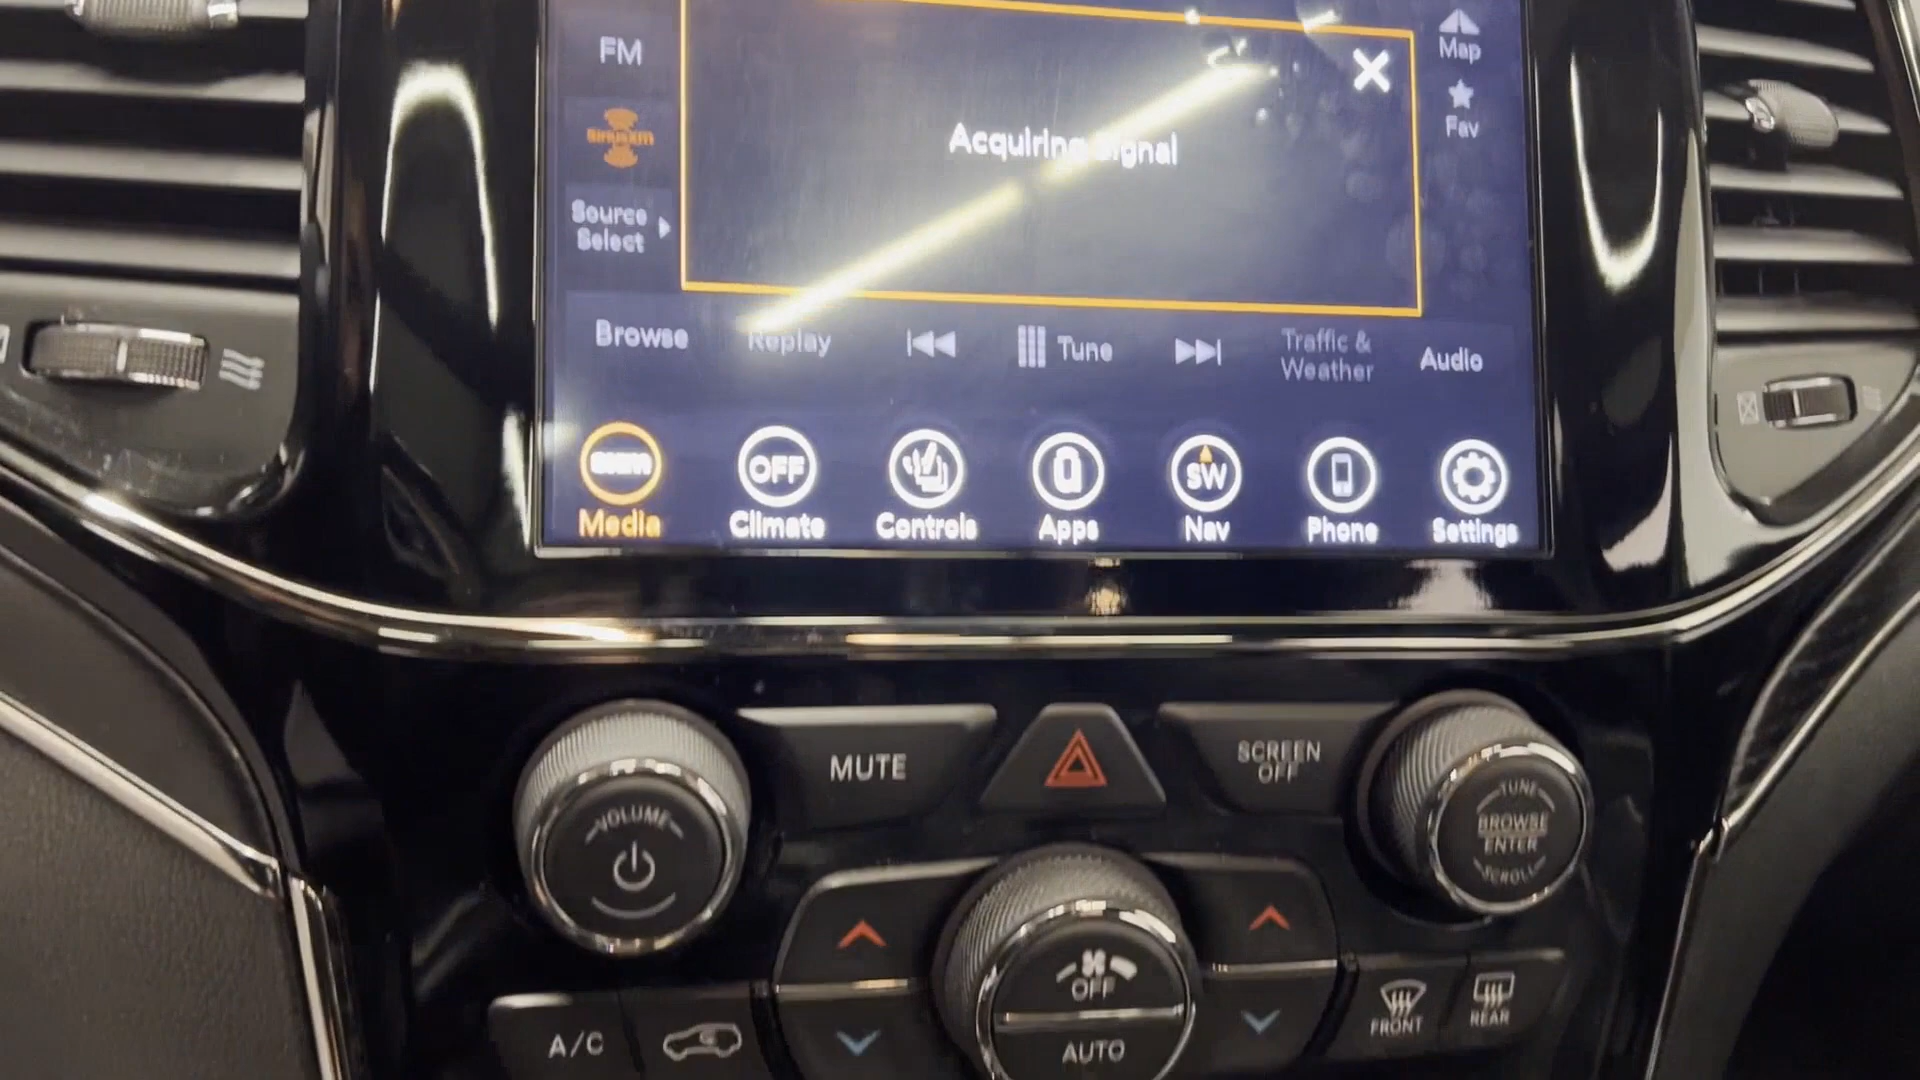 FM
Map
siriusxm
Fav
Acquiring Signal
Source
Select
Browse
Replay
Tune
Traffic &
Weather
Audio
OFF
SW
Media
Climate
Controls
Apps
Nav
Phone
Settings
MUTE
SCREEN
OFF
VOLUME
TUNE
BROWSE
ENTER
SCROLL
OFF
AUTO
A/C
FRONT
REAR